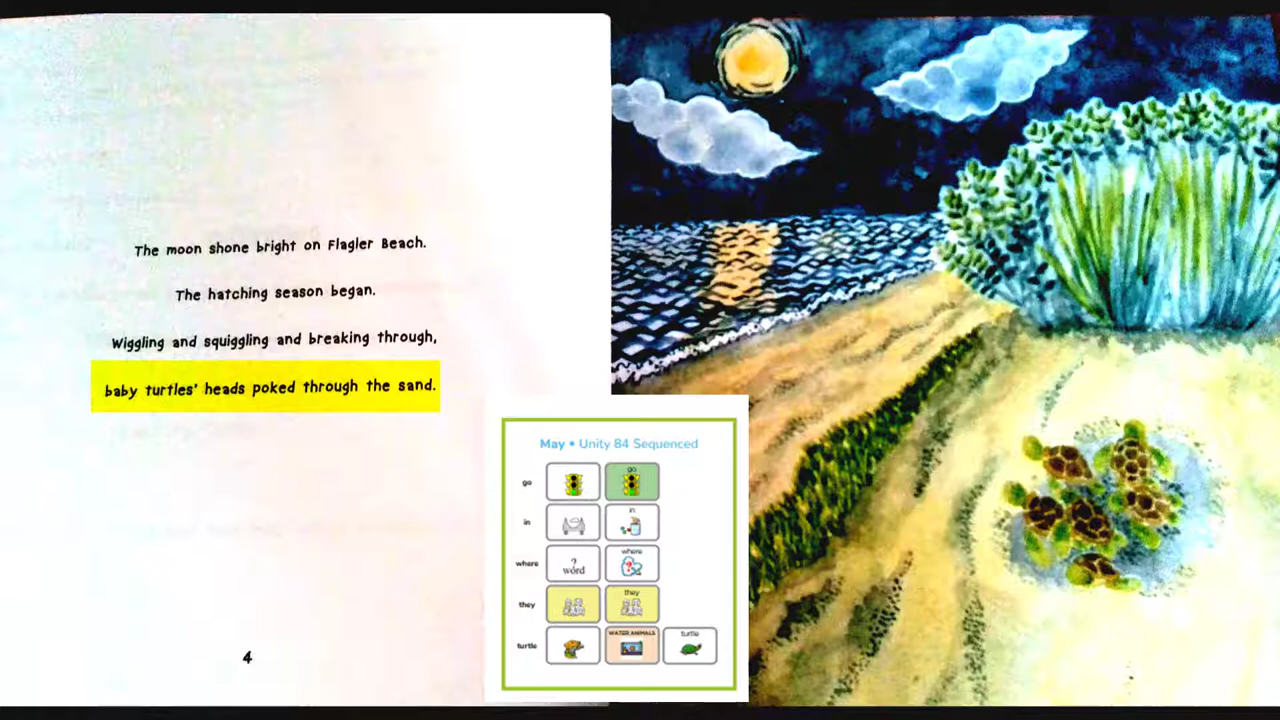 The moon shone bright on Flagler Beach.
The hatching season began.
Wiggling and squiggling and breaking through,
baby turtles' heads poked through the sand.
4
May • Unity 84 Sequenced
go
go
in
in
where
?
word
where
they
they
turtle
WATER ANIMALS
turtle